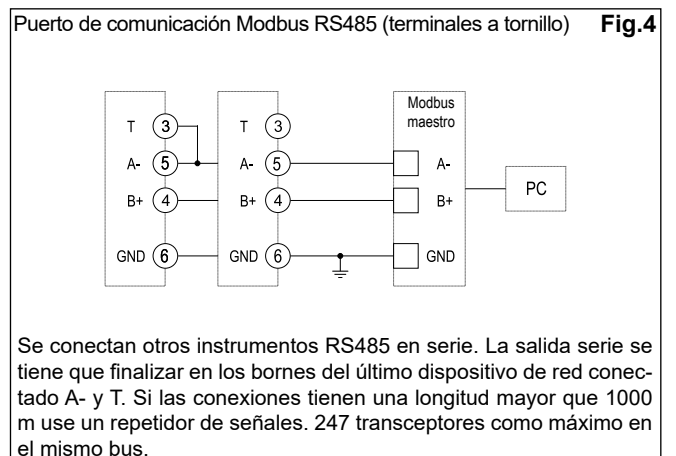 Puerto de comunicación Modbus RS485 (terminales a tornillo) Fig.4
Modbus
maestro
T 3 T 3
A- 5 A- 5 A-
B+ 4 B+ 4 B+
PC
GND 6 GND 6 GND
Se conectan otros instrumentos RS485 en serie. La salida serie se
tiene que finalizar en los bornes del último dispositivo de red conec-
tado A- y T. Si las conexiones tienen una longitud mayor que 1000
m use un repetidor de señales. 247 transceptores como máximo en
el mismo bus.